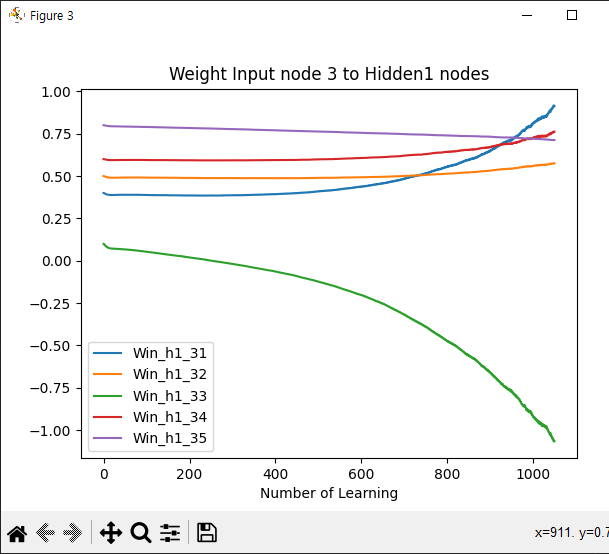 Figure 3
Weight Input node 3 to Hidden1 nodes
1.00
0.75
0.50
0.25
0.00
−0.25
−0.50
−0.75
−1.00
Win_h1_31
Win_h1_32
Win_h1_33
Win_h1_34
Win_h1_35
0 200 400 600 800 1000
Number of Learning
x=911. y=0.7